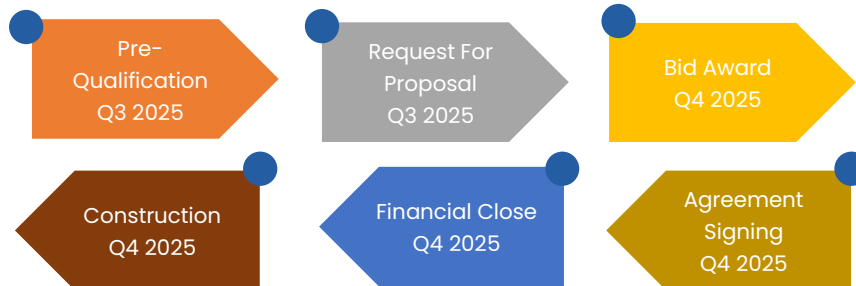 Pre-
Qualification
Q3 2025
Request For
Proposal
Q3 2025
Bid Award
Q4 2025
Construction
Q4 2025
Financial Close
Q4 2025
Agreement
Signing
Q4 2025